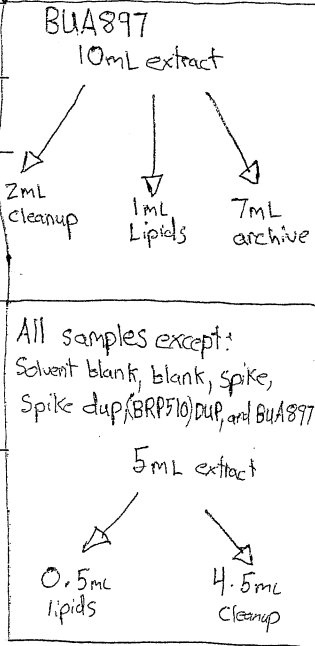 BUA897
10mL extract
2mL cleanup
1mL Lipids
7mL archive
All samples except:
Solvent blank, blank, spike,
Spike dup,(BRP510)DUP, and BUA897
5mL extract
0.5mL lipids
4.5mL cleanup